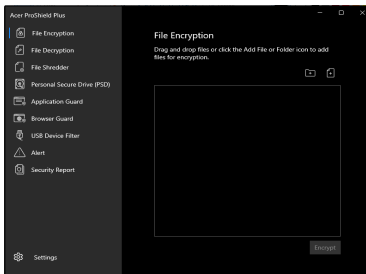 Acer ProShield Plus
File Encryption
File Decryption
File Shredder
Personal Secure Drive (PSD)
Application Guard
Browser Guard
USB Device Filter
Alert
Security Report
Settings
File Encryption
Drag and drop files or click the Add File or Folder icon to add
files for encryption.
Encrypt